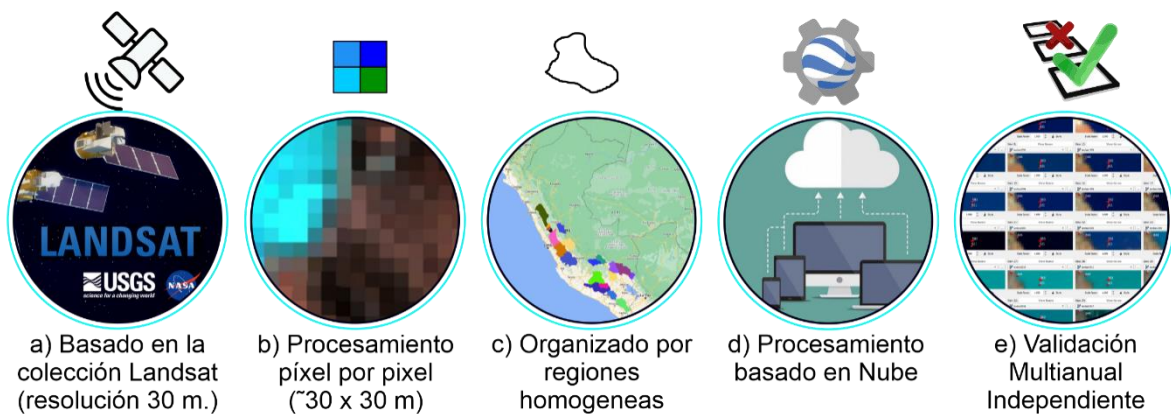 LANDSAT
USGS
science for a changing world
NASA
a) Basado en la
colección Landsat
(resolución 30 m.)
b) Procesamiento
píxel por pixel
(˜30 x 30 m)
c) Organizado por
regiones
homogeneas
d) Procesamiento
basado en Nube
e) Validación
Multianual
Independiente